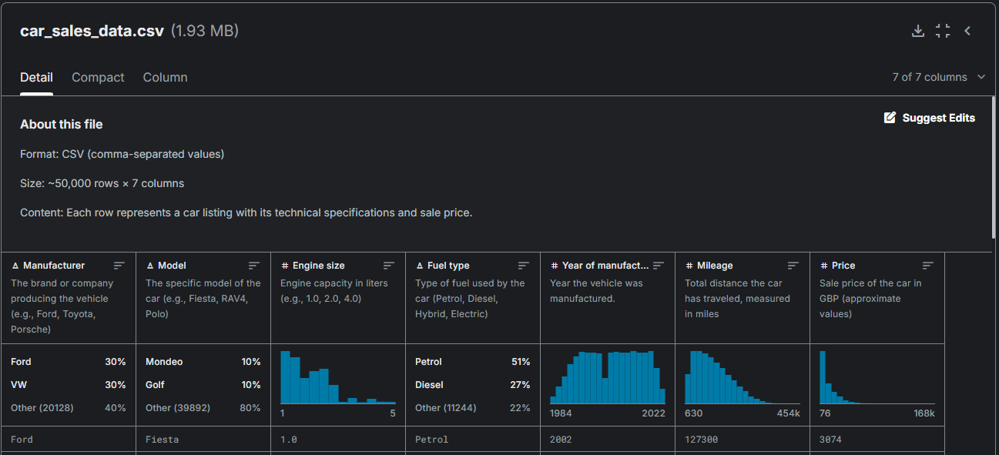 car_sales_data.csv (1.93 MB)
Detail Compact Column 7 of 7 columns
About this file
Suggest Edits
Format: CSV (comma-separated values)
Size: ~50,000 rows × 7 columns
Content: Each row represents a car listing with its technical specifications and sale price.
Manufacturer
The brand or company
producing the vehicle
(e.g., Ford, Toyota,
Porsche)
Ford 30%
VW 30%
Other (20128) 40%
Model
The specific model of the
car (e.g., Fiesta, RAV4,
Polo)
Mondeo 10%
Golf 10%
Other (39892) 80%
# Engine size
Engine capacity in liters
(e.g., 1.0, 2.0, 4.0)
1 5
Fuel type
Type of fuel used by the
car (Petrol, Diesel,
Hybrid, Electric)
Petrol 51%
Diesel 27%
Other (11244) 22%
# Year of manufact...
Year the vehicle was
manufactured.
1984 2022
# Mileage
Total distance the car
has traveled, measured
in miles
630 454k
# Price
Sale price of the car in
GBP (approximate
values)
76 168k
Ford Fiesta 1.0 Petrol 2002 127300 3074